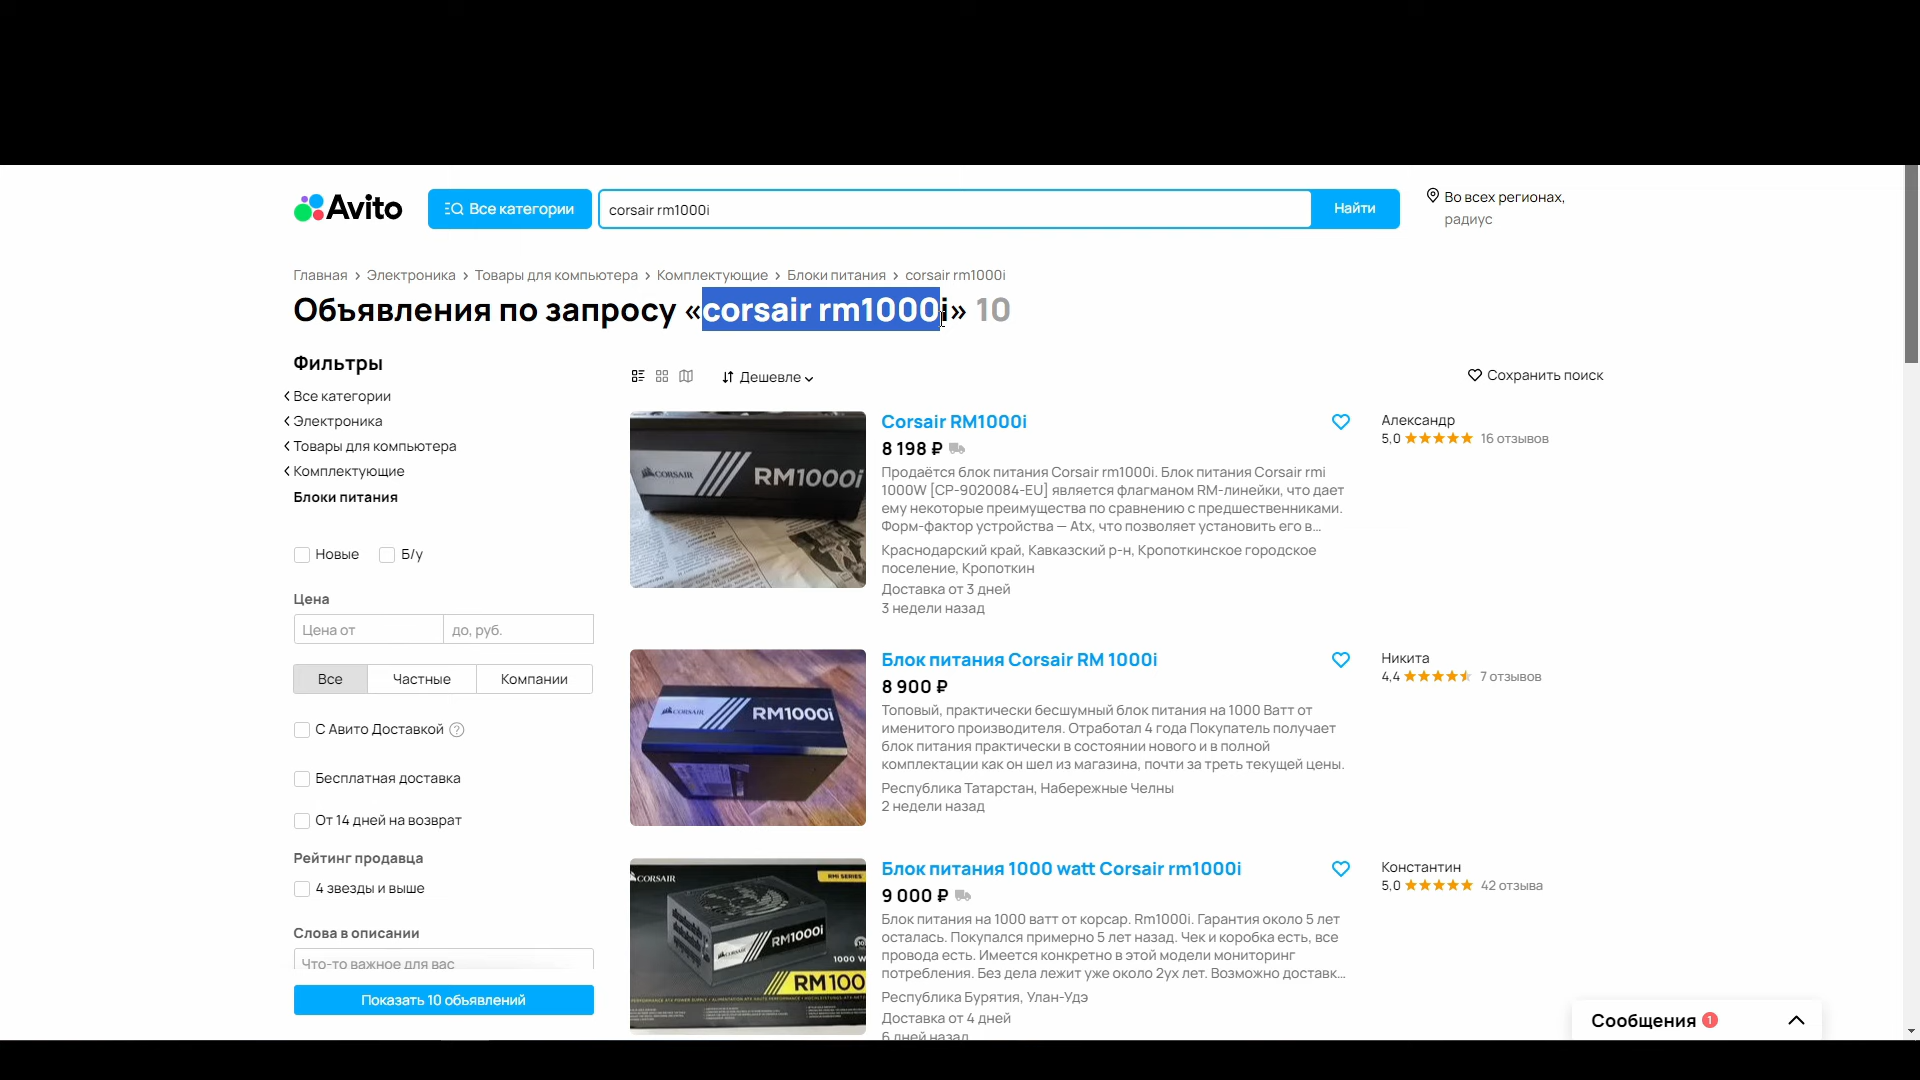 Avito
Все категории
corsair rm1000i
Найти
Во всех регионах,
радиус
Главная › Электроника › Товары для компьютера › Комплектующие › Блоки питания › corsair rm1000i
Объявления по запросу «corsair rm1000i» 10
Фильтры
Все категории
Электроника
Товары для компьютера
Комплектующие
Блоки питания
Новые
Б/у
Цена
Цена от
до, руб.
Все
Частные
Компании
С Авито Доставкой ?
Бесплатная доставка
От 14 дней на возврат
Рейтинг продавца
4 звезды и выше
Слова в описании
Что-то важное для вас
Показать 10 объявлений
Дешевле
Сохранить поиск
CORSAIR
RM1000i
Corsair RM1000i
8 198 ₽
Продаётся блок питания Corsair rm1000i. Блок питания Corsair rmi
1000W [CP-9020084-EU] является флагманом RM-линейки, что дает
ему некоторые преимущества по сравнению с предшественниками.
Форм-фактор устройства — Atx, что позволяет установить его в...
Краснодарский край, Кавказский р-н, Кропоткинское городское
поселение, Кропоткин
Доставка от 3 дней
3 недели назад
Александр
5,0
16 отзывов
CORSAIR
RM1000i
Блок питания Corsair RM 1000i
8 900 ₽
Топовый, практически бесшумный блок питания на 1000 Ватт от
именитого производителя. Отработал 4 года Покупатель получает
блок питания практически в состоянии нового и в полной
комплектации как он шел из магазина, почти за треть текущей цены.
Республика Татарстан, Набережные Челны
2 недели назад
Никита
4,4
7 отзывов
CORSAIR
RMi SERIES
RM1000i
1000 W
RM100
Блок питания 1000 watt Corsair rm1000i
9 000 ₽
Блок питания на 1000 ватт от корсар. Rm1000i. Гарантия около 5 лет
осталась. Покупался примерно 5 лет назад. Чек и коробка есть, все
провода есть. Имеется конкретно в этой модели мониторинг
потребления. Без дела лежит уже около 2ух лет. Возможно доставк...
Республика Бурятия, Улан-Удэ
Доставка от 4 дней
6 дней назад
Константин
5,0
42 отзыва
Сообщения 1